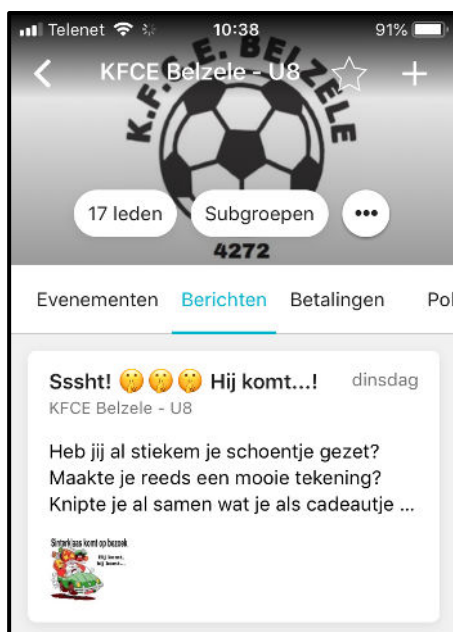 Telenet 10:38 91%
KFCE Belzele - U8
K.F.C.E. BELZELE
17 leden Subgroepen
4272
Evenementen Berichten Betalingen Pol
Sssht! 🤫🤫🤫 Hij komt...! dinsdag
KFCE Belzele - U8
Heb jij al stiekem je schoentje gezet?
Maakte je reeds een mooie tekening?
Knipte je al samen wat je als cadeautje ...
Sinterklaas komt op bezoek
Hij komt,
hij komt...